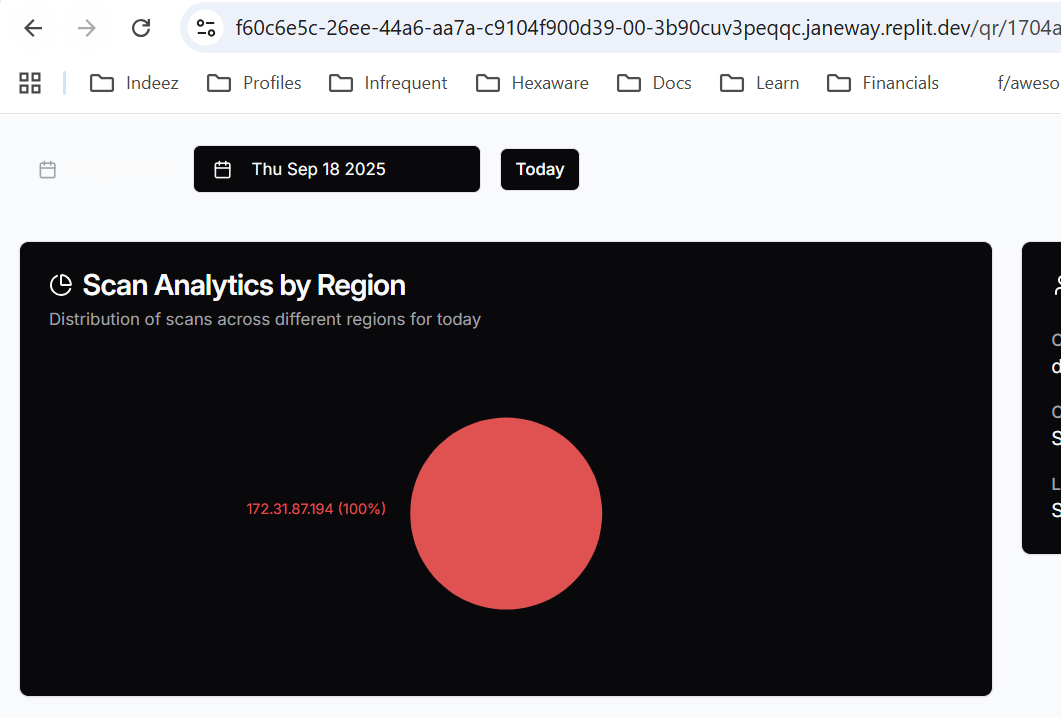 f60c6e5c-26ee-44a6-aa7a-c9104f900d39-00-3b90cuv3peqqc.janeway.replit.dev/qr/1704a
Indeez Profiles Infrequent Hexaware Docs Learn Financials f/aweso
Thu Sep 18 2025 Today
Scan Analytics by Region
Distribution of scans across different regions for today
172.31.87.194 (100%)